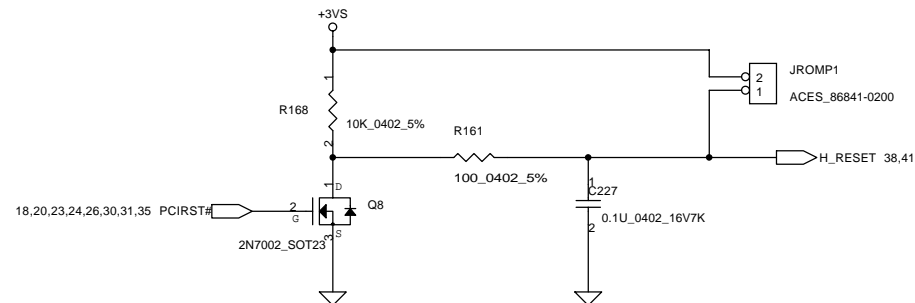 +3VS
1
R168
10K_0402_5%
2
R161
100_0402_5%
2
1
JROMP1
ACES_86841-0200
H_RESET 38,41
1
C227
0.1U_0402_16V7K
2
18,20,23,24,26,30,31,35 PCIRST#
1
D
2
G
Q8
S
3
2N7002_SOT23